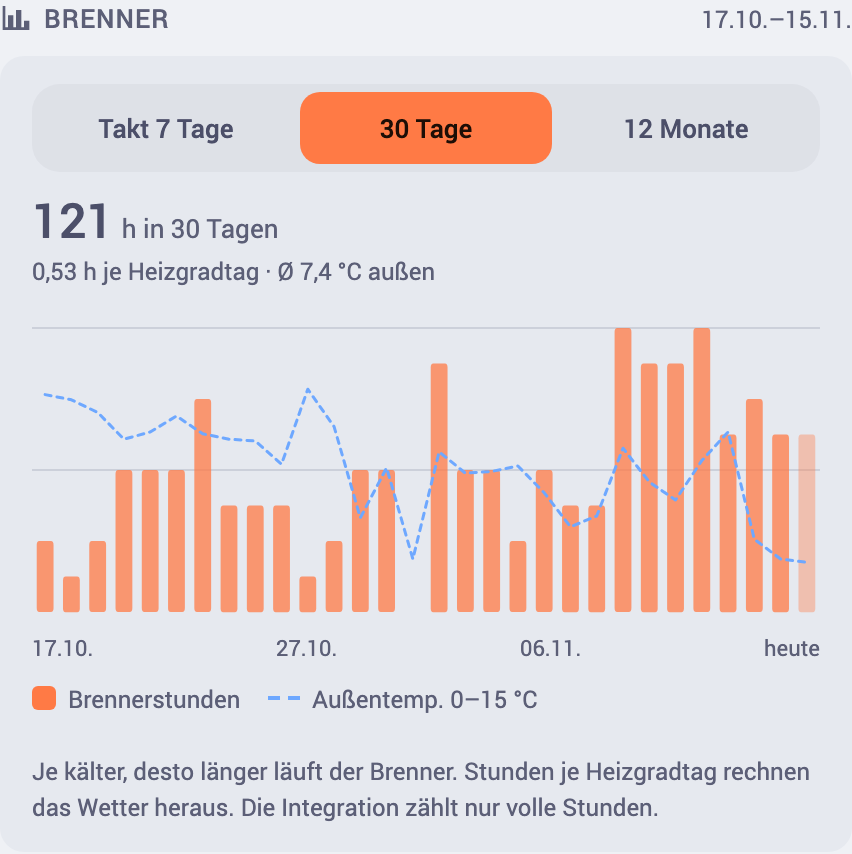 BRENNER
17.10.–15.11.
Takt 7 Tage
30 Tage
12 Monate
121 h in 30 Tagen
0,53 h je Heizgradtag · Ø 7,4 °C außen
17.10.
27.10.
06.11.
heute
Brennerstunden
Außentemp. 0–15 °C
Je kälter, desto länger läuft der Brenner. Stunden je Heizgradtag rechnen
das Wetter heraus. Die Integration zählt nur volle Stunden.